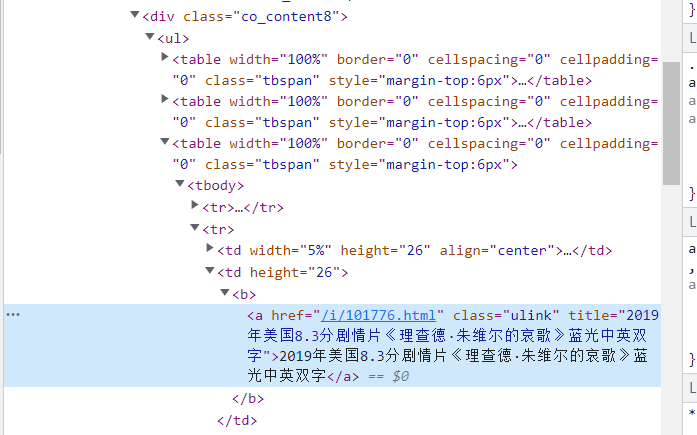 <div class="co_content8">
<ul>
<table width="100%" border="0" cellspacing="0" cellpadding=
"0" class="tbspan" style="margin-top:6px">…</table>
<table width="100%" border="0" cellspacing="0" cellpadding=
"0" class="tbspan" style="margin-top:6px">…</table>
<table width="100%" border="0" cellspacing="0" cellpadding=
"0" class="tbspan" style="margin-top:6px">
<tbody>
<tr>…</tr>
<tr>
<td width="5%" height="26" align="center">…</td>
<td height="26">
<b>
<a href="/i/101776.html" class="ulink" title="2019
年美国8.3分剧情片《理查德·朱维尔的哀歌》蓝光中英双
字">2019年美国8.3分剧情片《理查德·朱维尔的哀歌》蓝
光中英双字</a> == $0
</b>
</td>